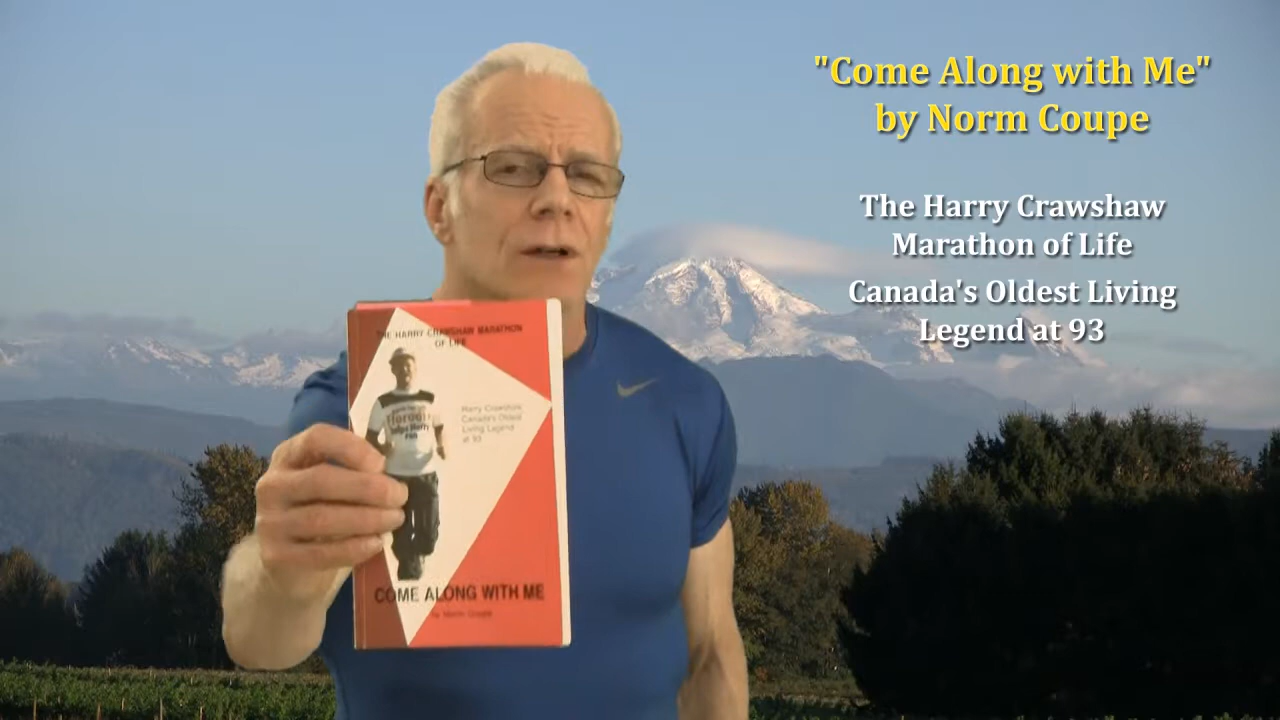 "Come Along with Me"
by Norm Coupe
The Harry Crawshaw
Marathon of Life
Canada's Oldest Living
Legend at 93
THE HARRY CRAWSHAW MARATHON
OF LIFE
Harry Crawshaw
Canada's Oldest
Living Legend
at 93
COME ALONG WITH ME
by Norm Coupe